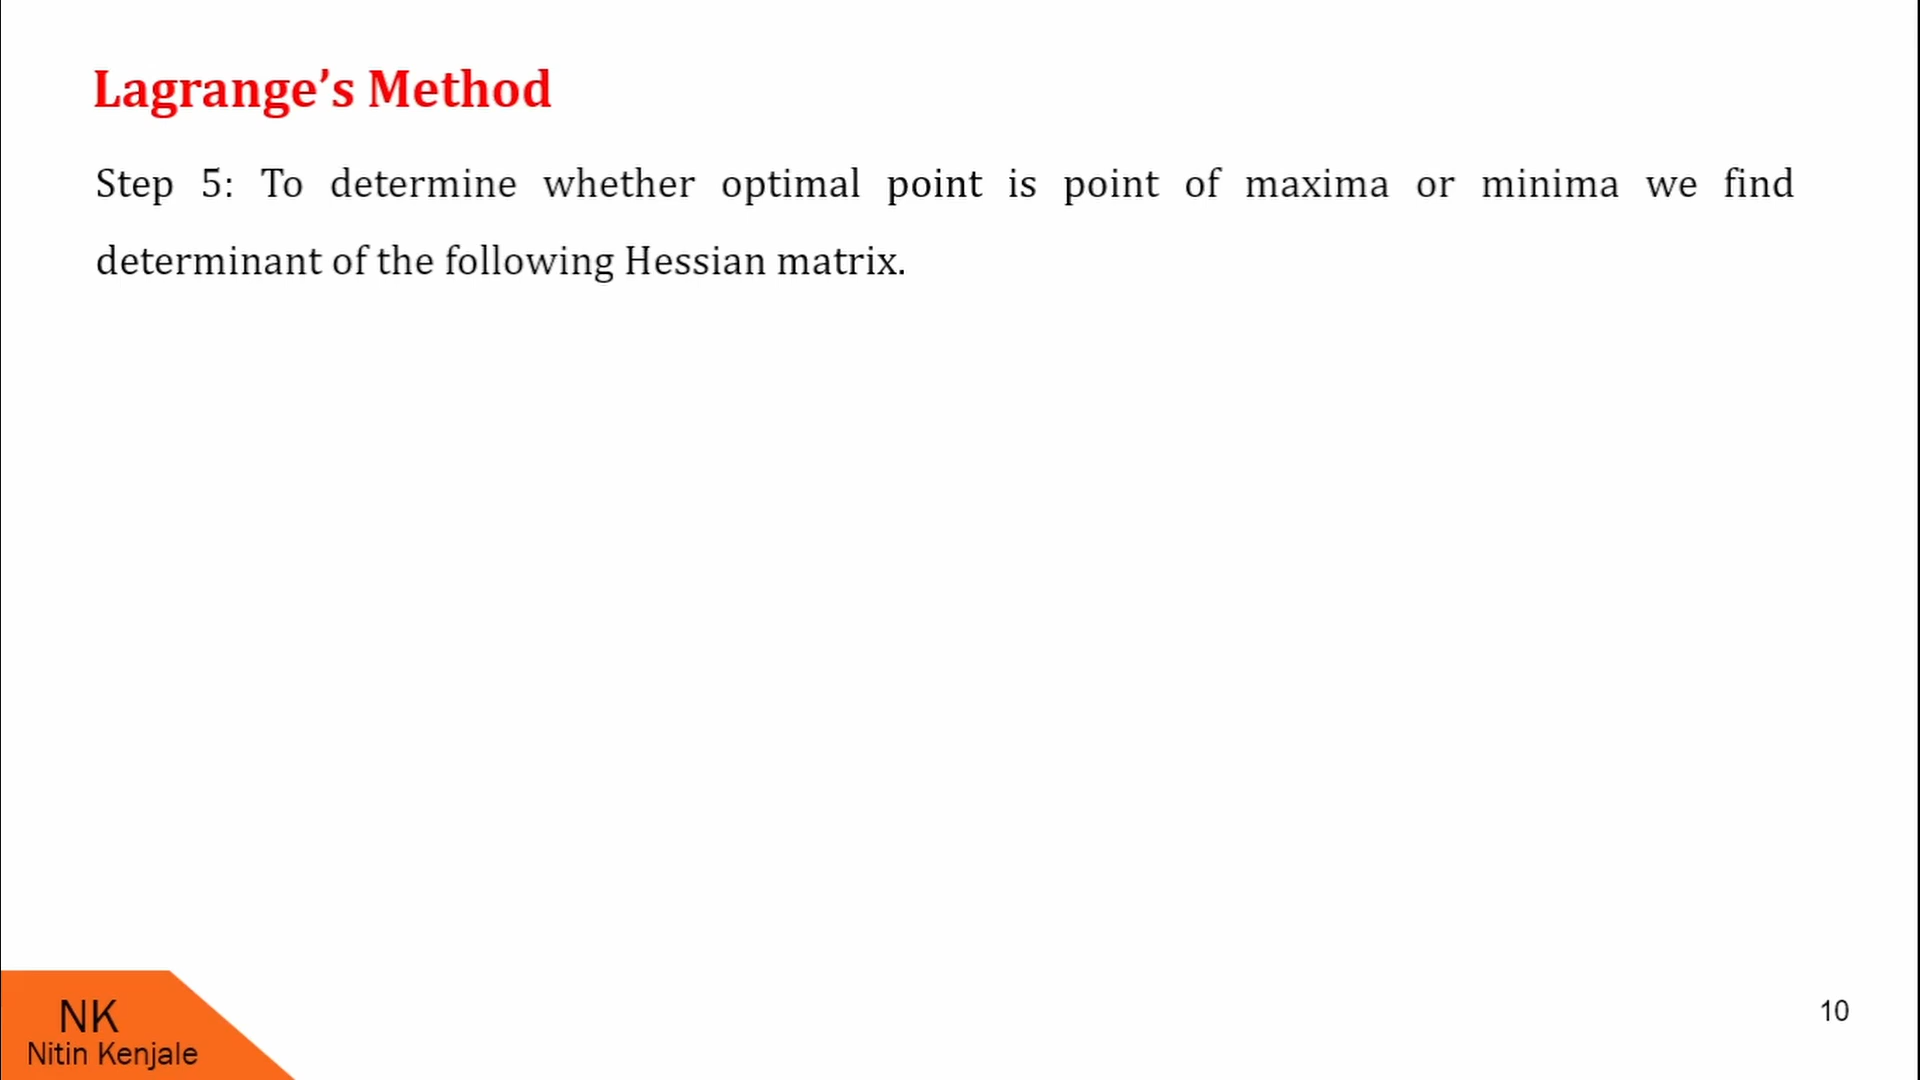 Lagrange’s Method
Step 5: To determine whether optimal point is point of maxima or minima we find
determinant of the following Hessian matrix.
NK
Nitin Kenjale
10